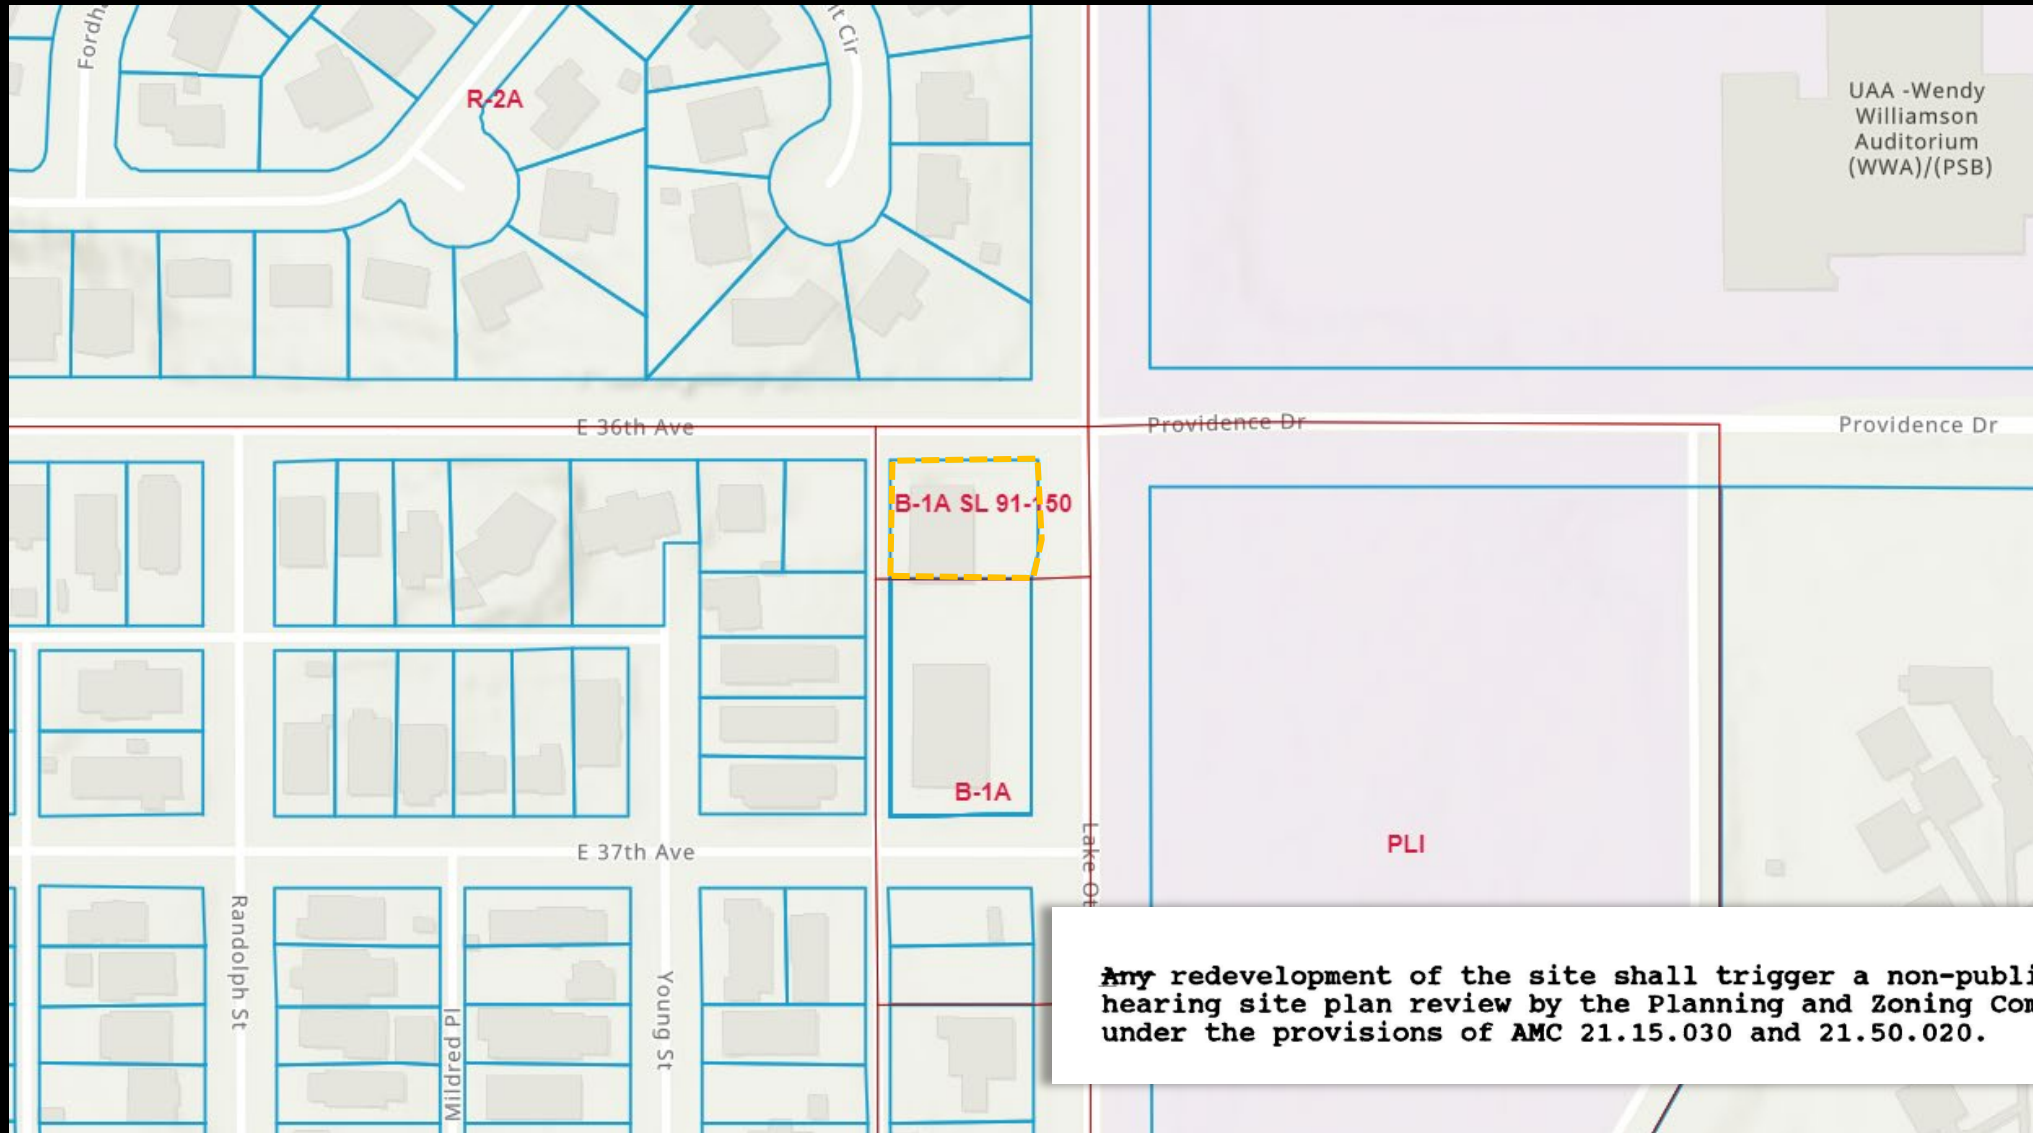 Cir
R-2A
UAA -Wendy
Williamson
Auditorium
(WWA)/(PSB)
E 36th Ave
Providence Dr
Providence Dr
B-1A SL 91-150
B-1A
PLI
E 37th Ave
Lake
Randolph St
Mildred Pl
Young St
Any redevelopment of the site shall trigger a non-publi
hearing site plan review by the Planning and Zoning Com
under the provisions of AMC 21.15.030 and 21.50.020.